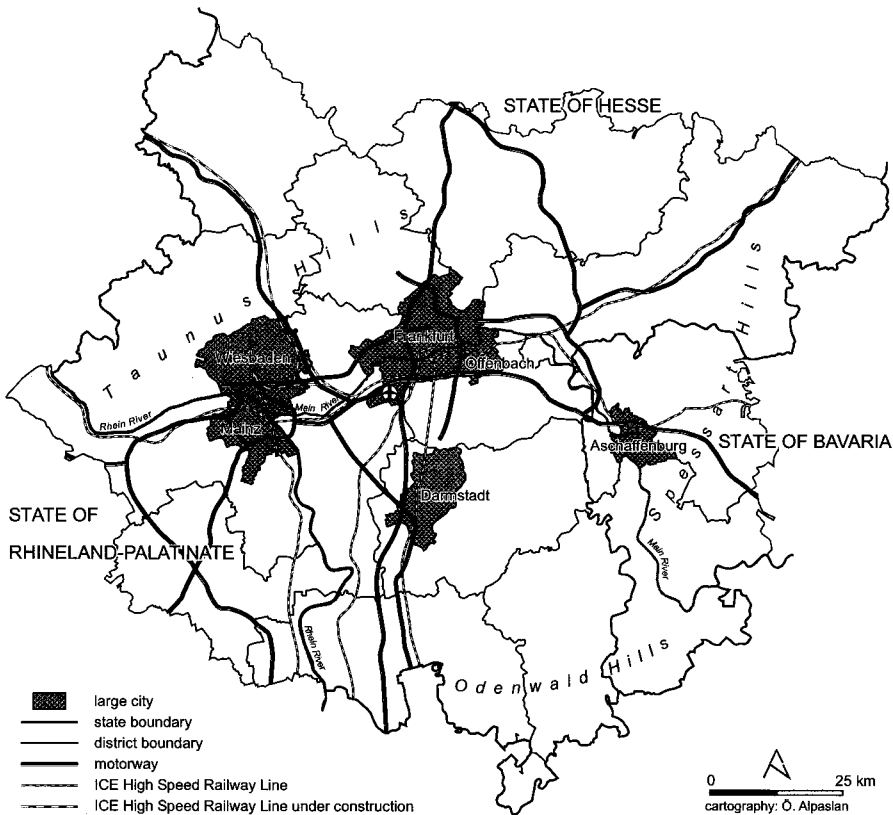 STATE OF HESSE
Taunus Hills
Frankfurt
Wiesbaden
Offenbach
Rhein River
Main River
Mainz
Spessart Hills
Aschaffenburg
STATE OF BAVARIA
Darmstadt
STATE OF
RHINELAND-PALATINATE
Main River
Rhein River
Odenwald Hills
large city
state boundary
district boundary
motorway
ICE High Speed Railway Line
ICE High Speed Railway Line under construction
0 25 km
cartography: Ö. Alpaslan